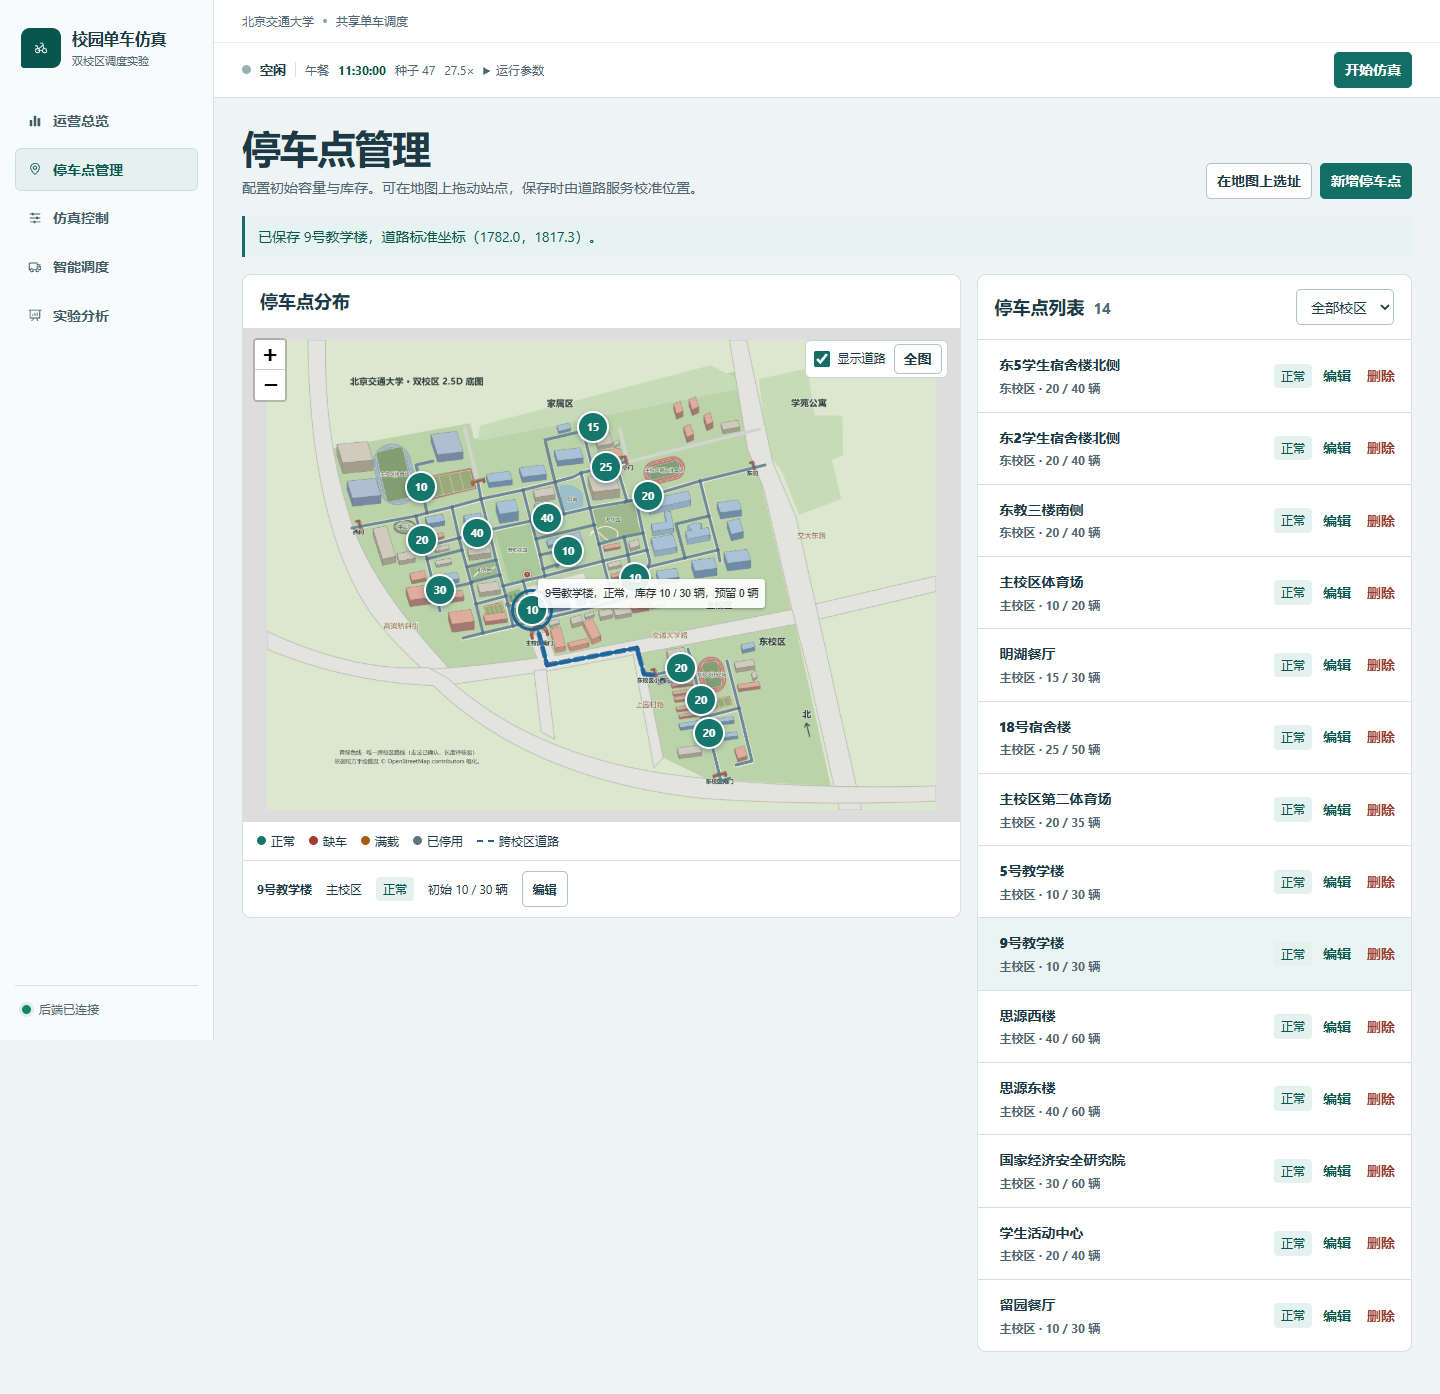 校园单车仿真
双校区调度实验
运营总览
停车点管理
仿真控制
智能调度
实验分析
后端已连接
北京交通大学 • 共享单车调度
空闲 午餐 11:30:00 种子 47 27.5× ▶ 运行参数
开始仿真
停车点管理
配置初始容量与库存。可在地图上拖动站点，保存时由道路服务校准位置。
在地图上选址
新增停车点
已保存 9号教学楼，道路标准坐标（1782.0，1817.3）。
停车点分布
+
−
显示道路 全图
北京交通大学 · 双校区 2.5D 底图
家属区
学苑公寓
15
25
10
20
40
40
20
10
交大东路
10
30
9号教学楼，正常，库存 10 / 30 辆，预留 0 辆
10
高粱桥斜街
交通大学路
东校区
20
上园村路
20
北
20
东校区南门
正常 缺车 满载 已停用 跨校区道路
9号教学楼 主校区 正常 初始 10 / 30 辆 编辑
停车点列表 14
全部校区
东5学生宿舍楼北侧
东校区 · 20 / 40 辆
正常 编辑 删除
东2学生宿舍楼北侧
东校区 · 20 / 40 辆
正常 编辑 删除
东教三楼南侧
东校区 · 20 / 40 辆
正常 编辑 删除
主校区体育场
主校区 · 10 / 20 辆
正常 编辑 删除
明湖餐厅
主校区 · 15 / 30 辆
正常 编辑 删除
18号宿舍楼
主校区 · 25 / 50 辆
正常 编辑 删除
主校区第二体育场
主校区 · 20 / 35 辆
正常 编辑 删除
5号教学楼
主校区 · 10 / 30 辆
正常 编辑 删除
9号教学楼
主校区 · 10 / 30 辆
正常 编辑 删除
思源西楼
主校区 · 40 / 60 辆
正常 编辑 删除
思源东楼
主校区 · 40 / 60 辆
正常 编辑 删除
国家经济安全研究院
主校区 · 30 / 60 辆
正常 编辑 删除
学生活动中心
主校区 · 20 / 40 辆
正常 编辑 删除
留园餐厅
主校区 · 10 / 30 辆
正常 编辑 删除